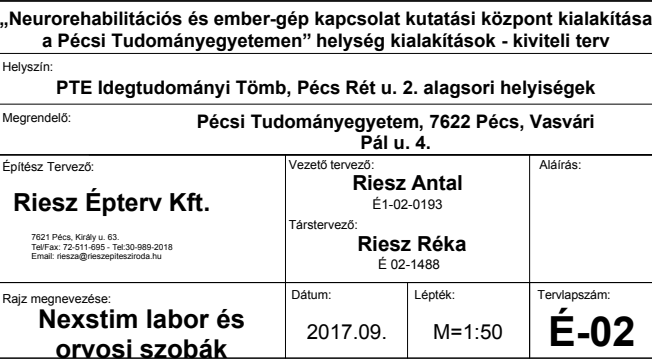 „Neurorehabilitációs és ember-gép kapcsolat kutatási központ kialakítása
a Pécsi Tudományegyetemen” helység kialakítások - kiviteli terv
Helyszín:
PTE Idegtudományi Tömb, Pécs Rét u. 2. alagsori helyiségek
Megrendelő:
Pécsi Tudományegyetem, 7622 Pécs, Vasvári
Pál u. 4.
Építész Tervező:
Riesz Épterv Kft.
7621 Pécs, Király u. 63.
Tel/Fax: 72-511-695 - Tel:30-989-2018
Email: riesza@rieszepitesziroda.hu
Vezető tervező:
Riesz Antal
É1-02-0193
Társtervező:
Riesz Réka
É 02-1488
Aláírás:
Rajz megnevezése:
Nexstim labor és
orvosi szobák
Dátum:
2017.09.
Lépték:
M=1:50
Tervlapszám:
É-02